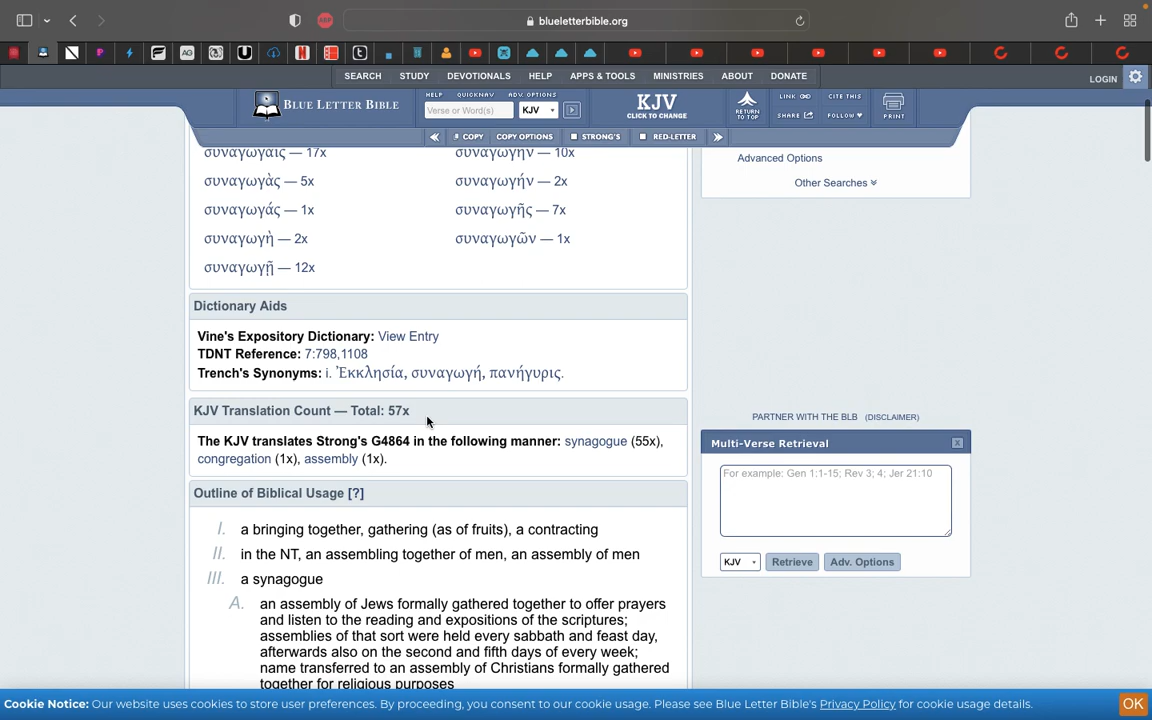 blueletterbible.org
SEARCH STUDY DEVOTIONALS HELP APPS & TOOLS MINISTRIES ABOUT DONATE
LOGIN
BLUE LETTER BIBLE
HELP QUICKNAV ADV. OPTIONS
Verse or Word(s) KJV
KJV
CLICK TO CHANGE
RETURN TO TOP
LINK CITE THIS
SHARE FOLLOW
PRINT
COPY COPY OPTIONS STRONG'S RED-LETTER
συναγωγαῖς — 17x συναγωγὴν — 10x
συναγωγὰς — 5x συναγωγήν — 2x
συναγωγάς — 1x συναγωγῆς — 7x
συναγωγὴ — 2x συναγωγῶν — 1x
συναγωγῇ — 12x
Advanced Options
Other Searches
Dictionary Aids
Vine's Expository Dictionary: View Entry
TDNT Reference: 7:798,1108
Trench's Synonyms: i. Ἐκκλησία, συναγωγή, πανήγυρις.
KJV Translation Count — Total: 57x
The KJV translates Strong's G4864 in the following manner: synagogue (55x),
congregation (1x), assembly (1x).
Outline of Biblical Usage [?]
I. a bringing together, gathering (as of fruits), a contracting
II. in the NT, an assembling together of men, an assembly of men
III. a synagogue
A. an assembly of Jews formally gathered together to offer prayers
and listen to the reading and expositions of the scriptures;
assemblies of that sort were held every sabbath and feast day,
afterwards also on the second and fifth days of every week;
name transferred to an assembly of Christians formally gathered
together for religious purposes
PARTNER WITH THE BLB (DISCLAIMER)
Multi-Verse Retrieval X
For example: Gen 1:1-15; Rev 3; 4; Jer 21:10
KJV Retrieve Adv. Options
Cookie Notice: Our website uses cookies to store user preferences. By proceeding, you consent to our cookie usage. Please see Blue Letter Bible's Privacy Policy for cookie usage details. OK